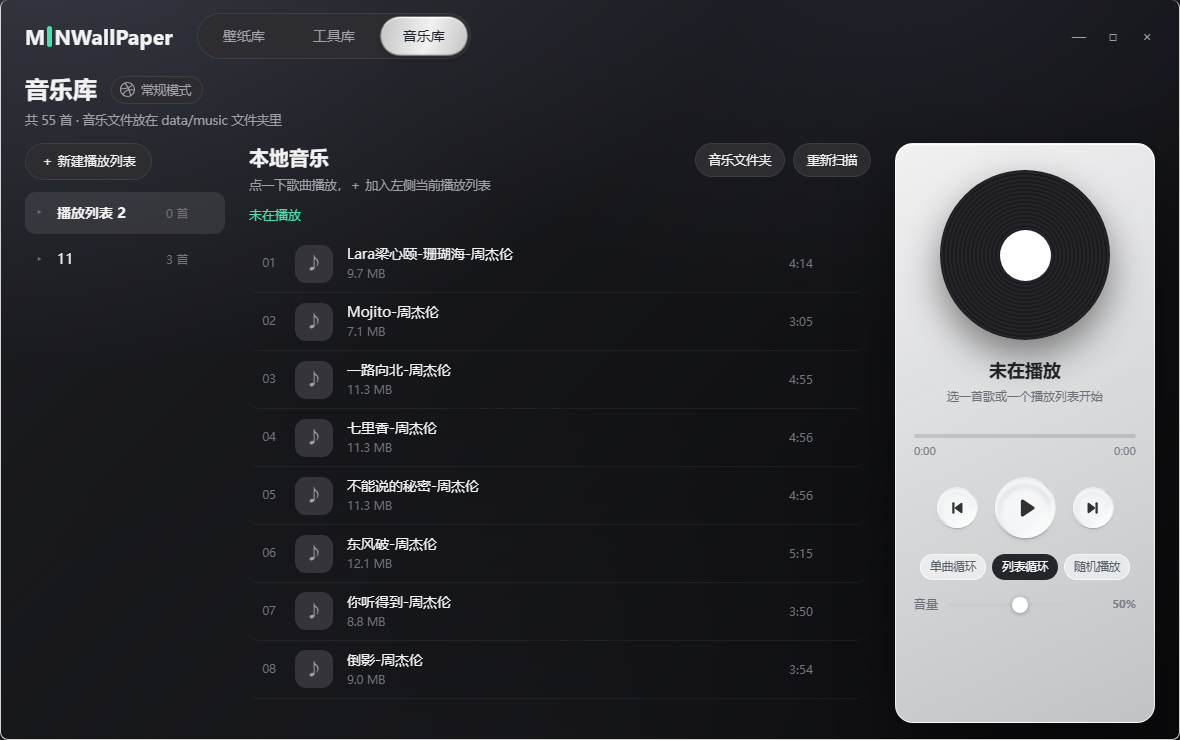 MINWallPaper
壁纸库 工具库 音乐库
音乐库 常规模式
共 55 首 · 音乐文件放在 data/music 文件夹里
+ 新建播放列表
播放列表 2 0 首
11 3 首
本地音乐
点一下歌曲播放， + 加入左侧当前播放列表
音乐文件夹 重新扫描
未在播放
01 Lara梁心颐-珊瑚海-周杰伦 4:14
9.7 MB
02 Mojito-周杰伦 3:05
7.1 MB
03 一路向北-周杰伦 4:55
11.3 MB
04 七里香-周杰伦 4:56
11.3 MB
05 不能说的秘密-周杰伦 4:56
11.3 MB
06 东风破-周杰伦 5:15
12.1 MB
07 你听得到-周杰伦 3:50
8.8 MB
08 倒影-周杰伦 3:54
9.0 MB
未在播放
选一首歌或一个播放列表开始
0:00 0:00
单曲循环 列表循环 随机播放
音量 50%